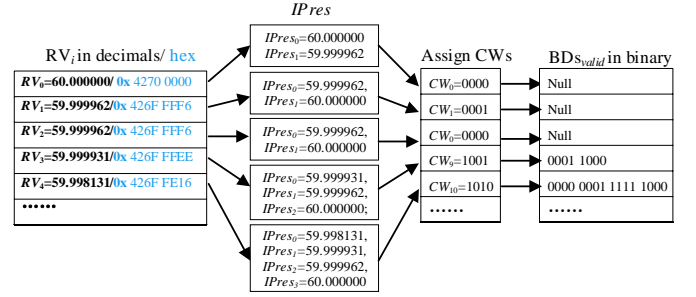 IPres
RVi in decimals/ hex
Assign CWs
BDsvalid in binary
RV0=60.000000/0x 4270 0000
RV1=59.999962/0x 426F FFF6
RV2=59.999962/0x 426F FFF6
RV3=59.999931/0x 426F FFEE
RV4=59.998131/0x 426F FE16
······
IPres0=60.000000
IPres1=59.999962
IPres0=59.999962,
IPres1=60.000000
IPres0=59.999962,
IPres1=60.000000
IPres0=59.999931,
IPres1=59.999962,
IPres2=60.000000;
IPres0=59.998131,
IPres1=59.999931,
IPres2=59.999962,
IPres3=60.000000
CW0=0000
CW1=0001
CW0=0000
CW9=1001
CW10=1010
······
Null
Null
Null
0001 1000
0000 0001 1111 1000
······